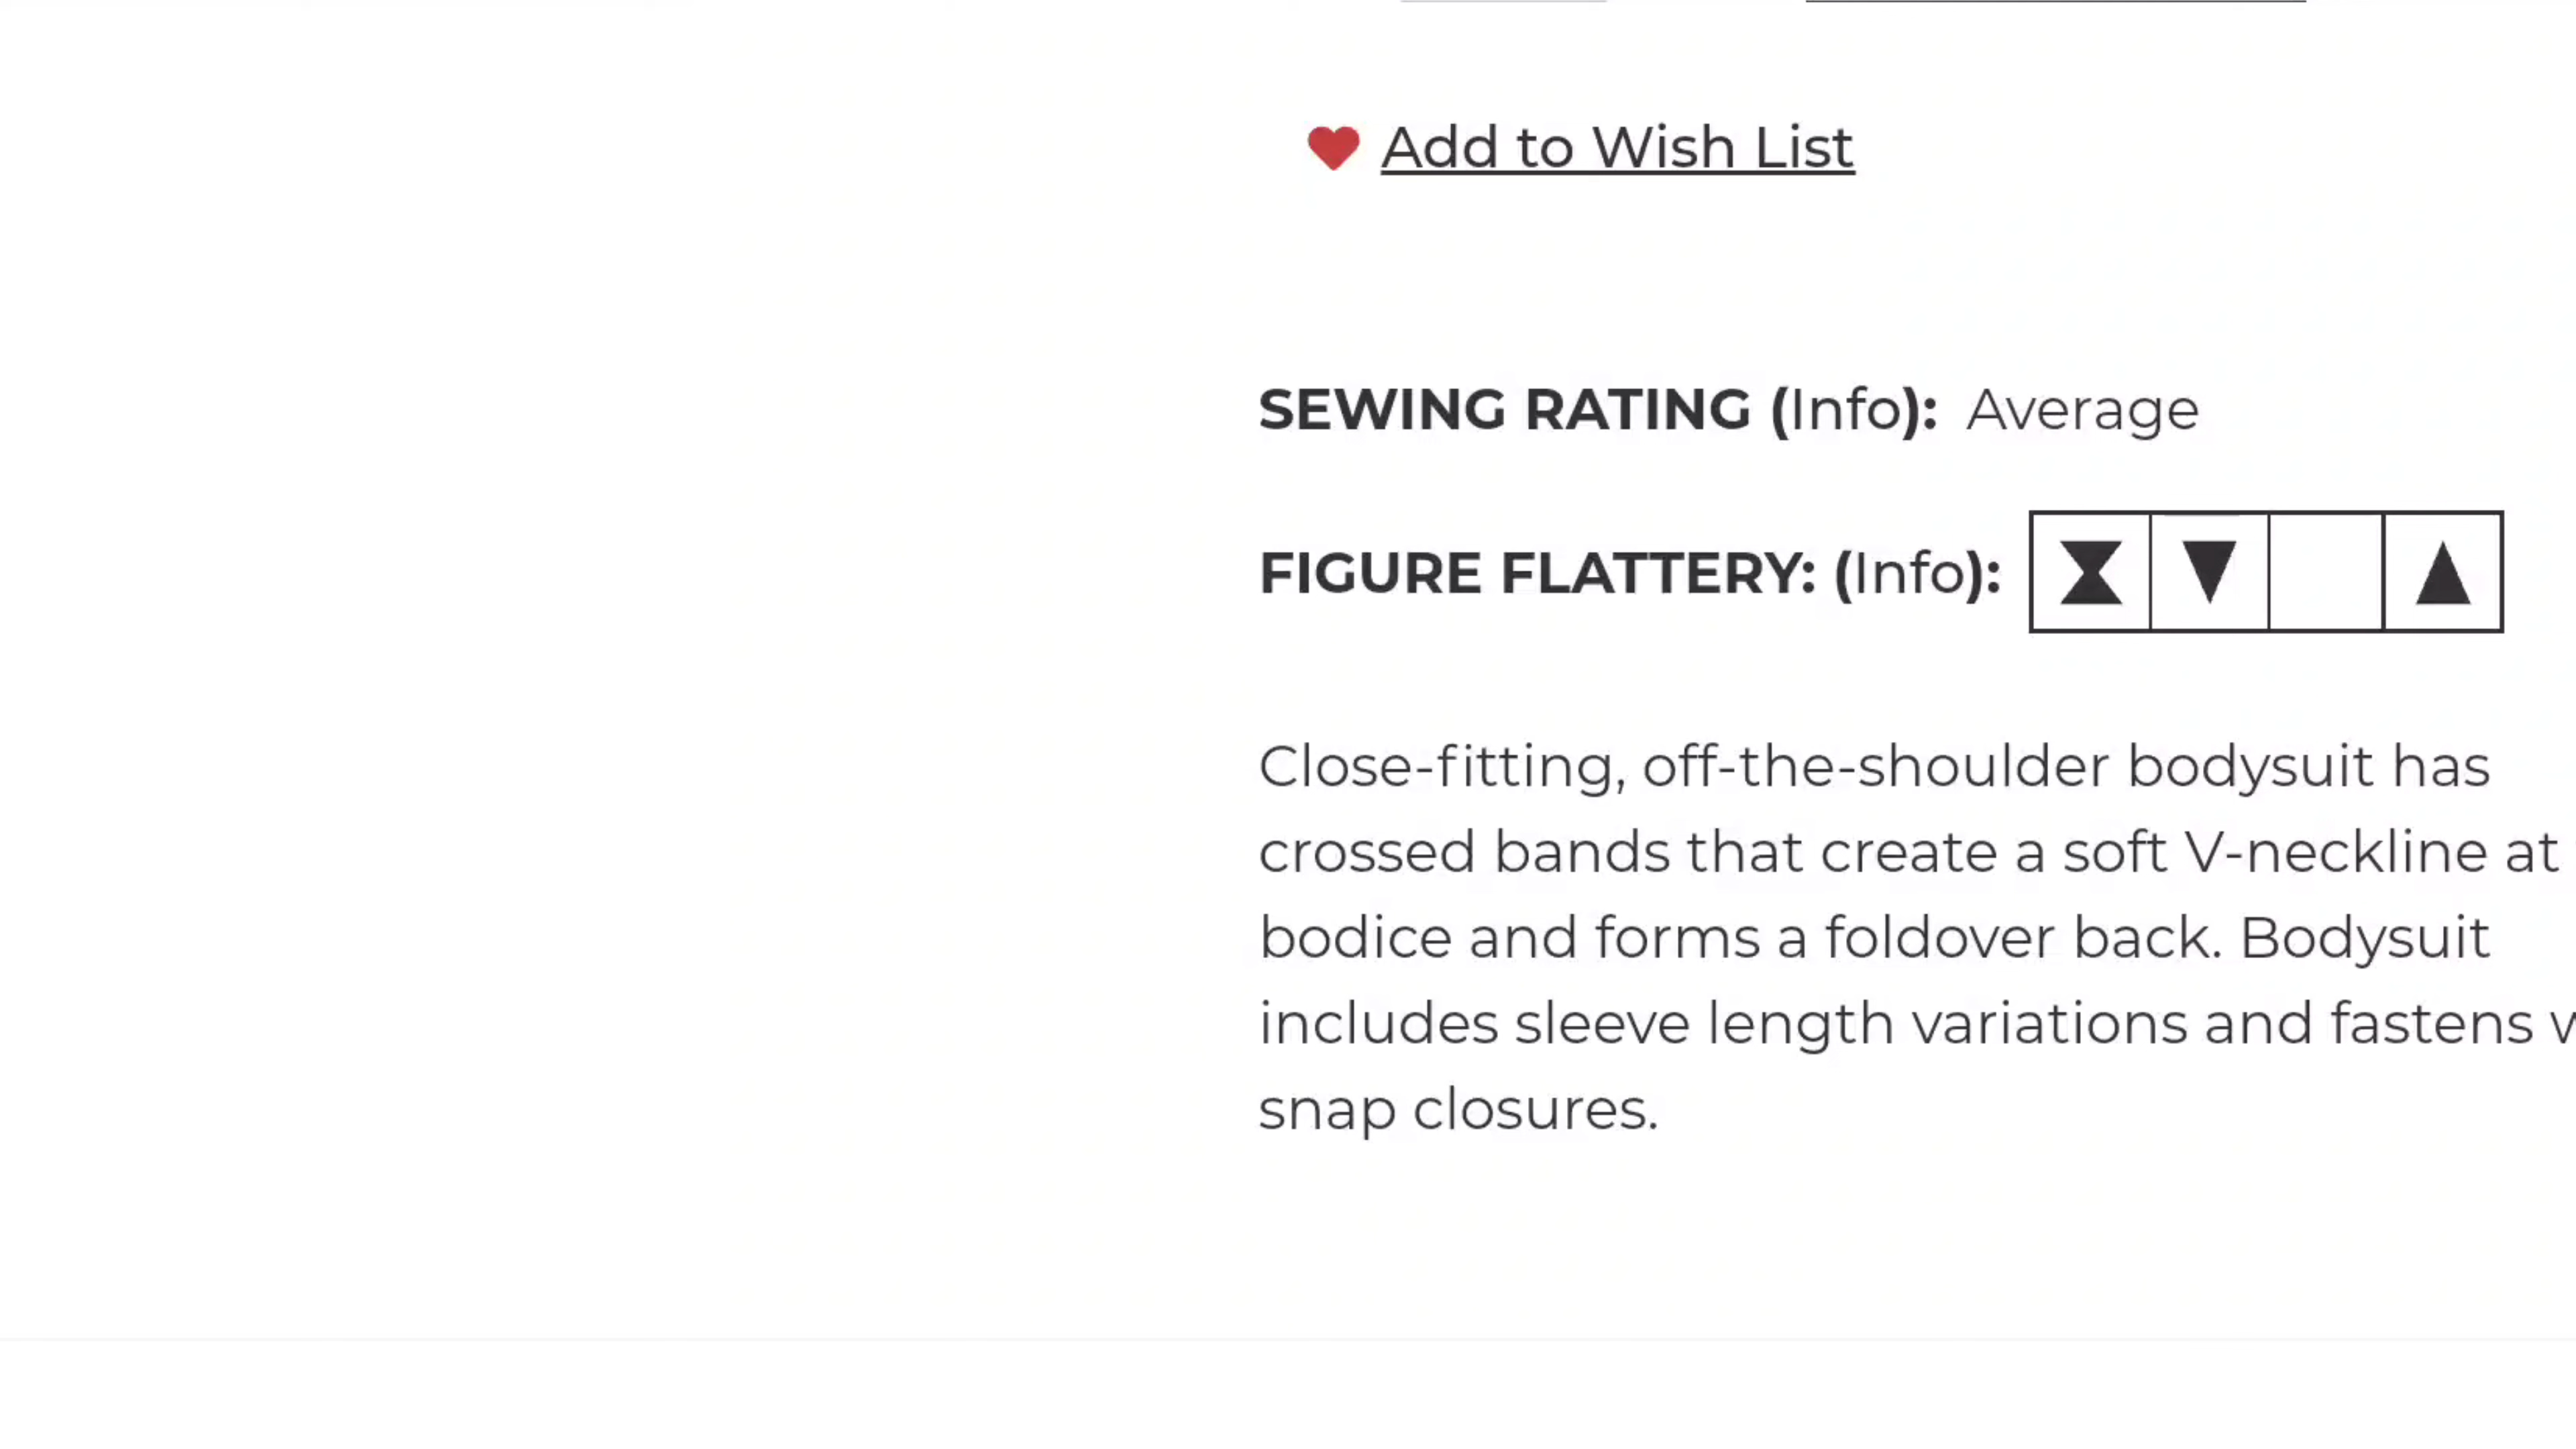 Add to Wish List
SEWING RATING (Info): Average
FIGURE FLATTERY: (Info):
Close-fitting, off-the-shoulder bodysuit has
crossed bands that create a soft V-neckline at
bodice and forms a foldover back. Bodysuit
includes sleeve length variations and fastens
snap closures.